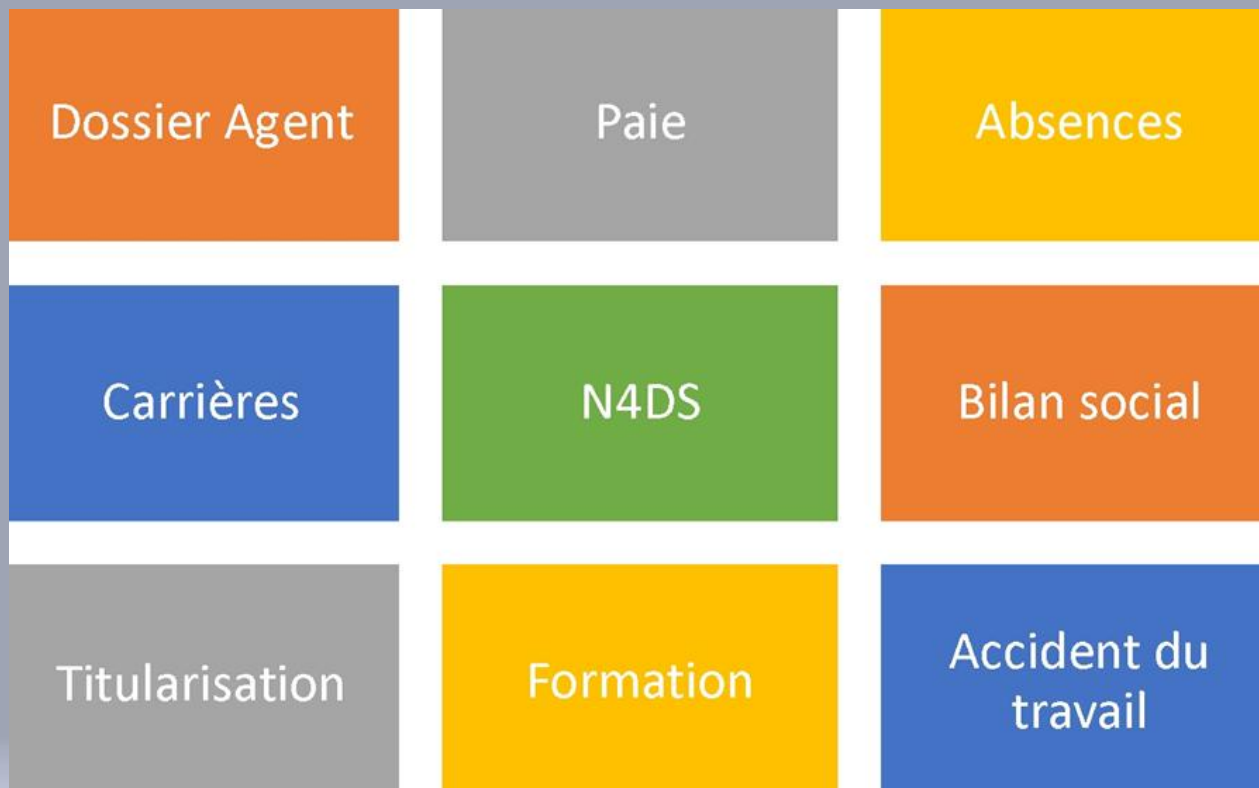 Dossier Agent
Paie
Absences
Carrières
N4DS
Bilan social
Titularisation
Formation
Accident du
travail